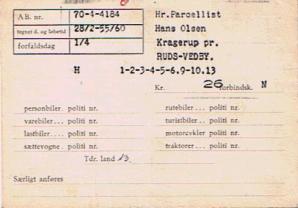 A B. nr. 70-4-4184
tegnet d. og løbetid 28/2-55/60
forfaldsdag 1/4
Hr. Parcellist
Hans Olsen
Kragerup pr.
RUDS-VEDBY.
H 1-2-3-4-5-6.9-10.13
Kr. 26 forbindsk. N
personbiler politi nr. rutebiler politi nr.
varebiler politi nr. turistbiler politi nr.
lastbiler politi nr. motorcykler politi nr.
sættevogne politi nr. traktorer politi nr.
Tdr. land 13
Særligt anføres